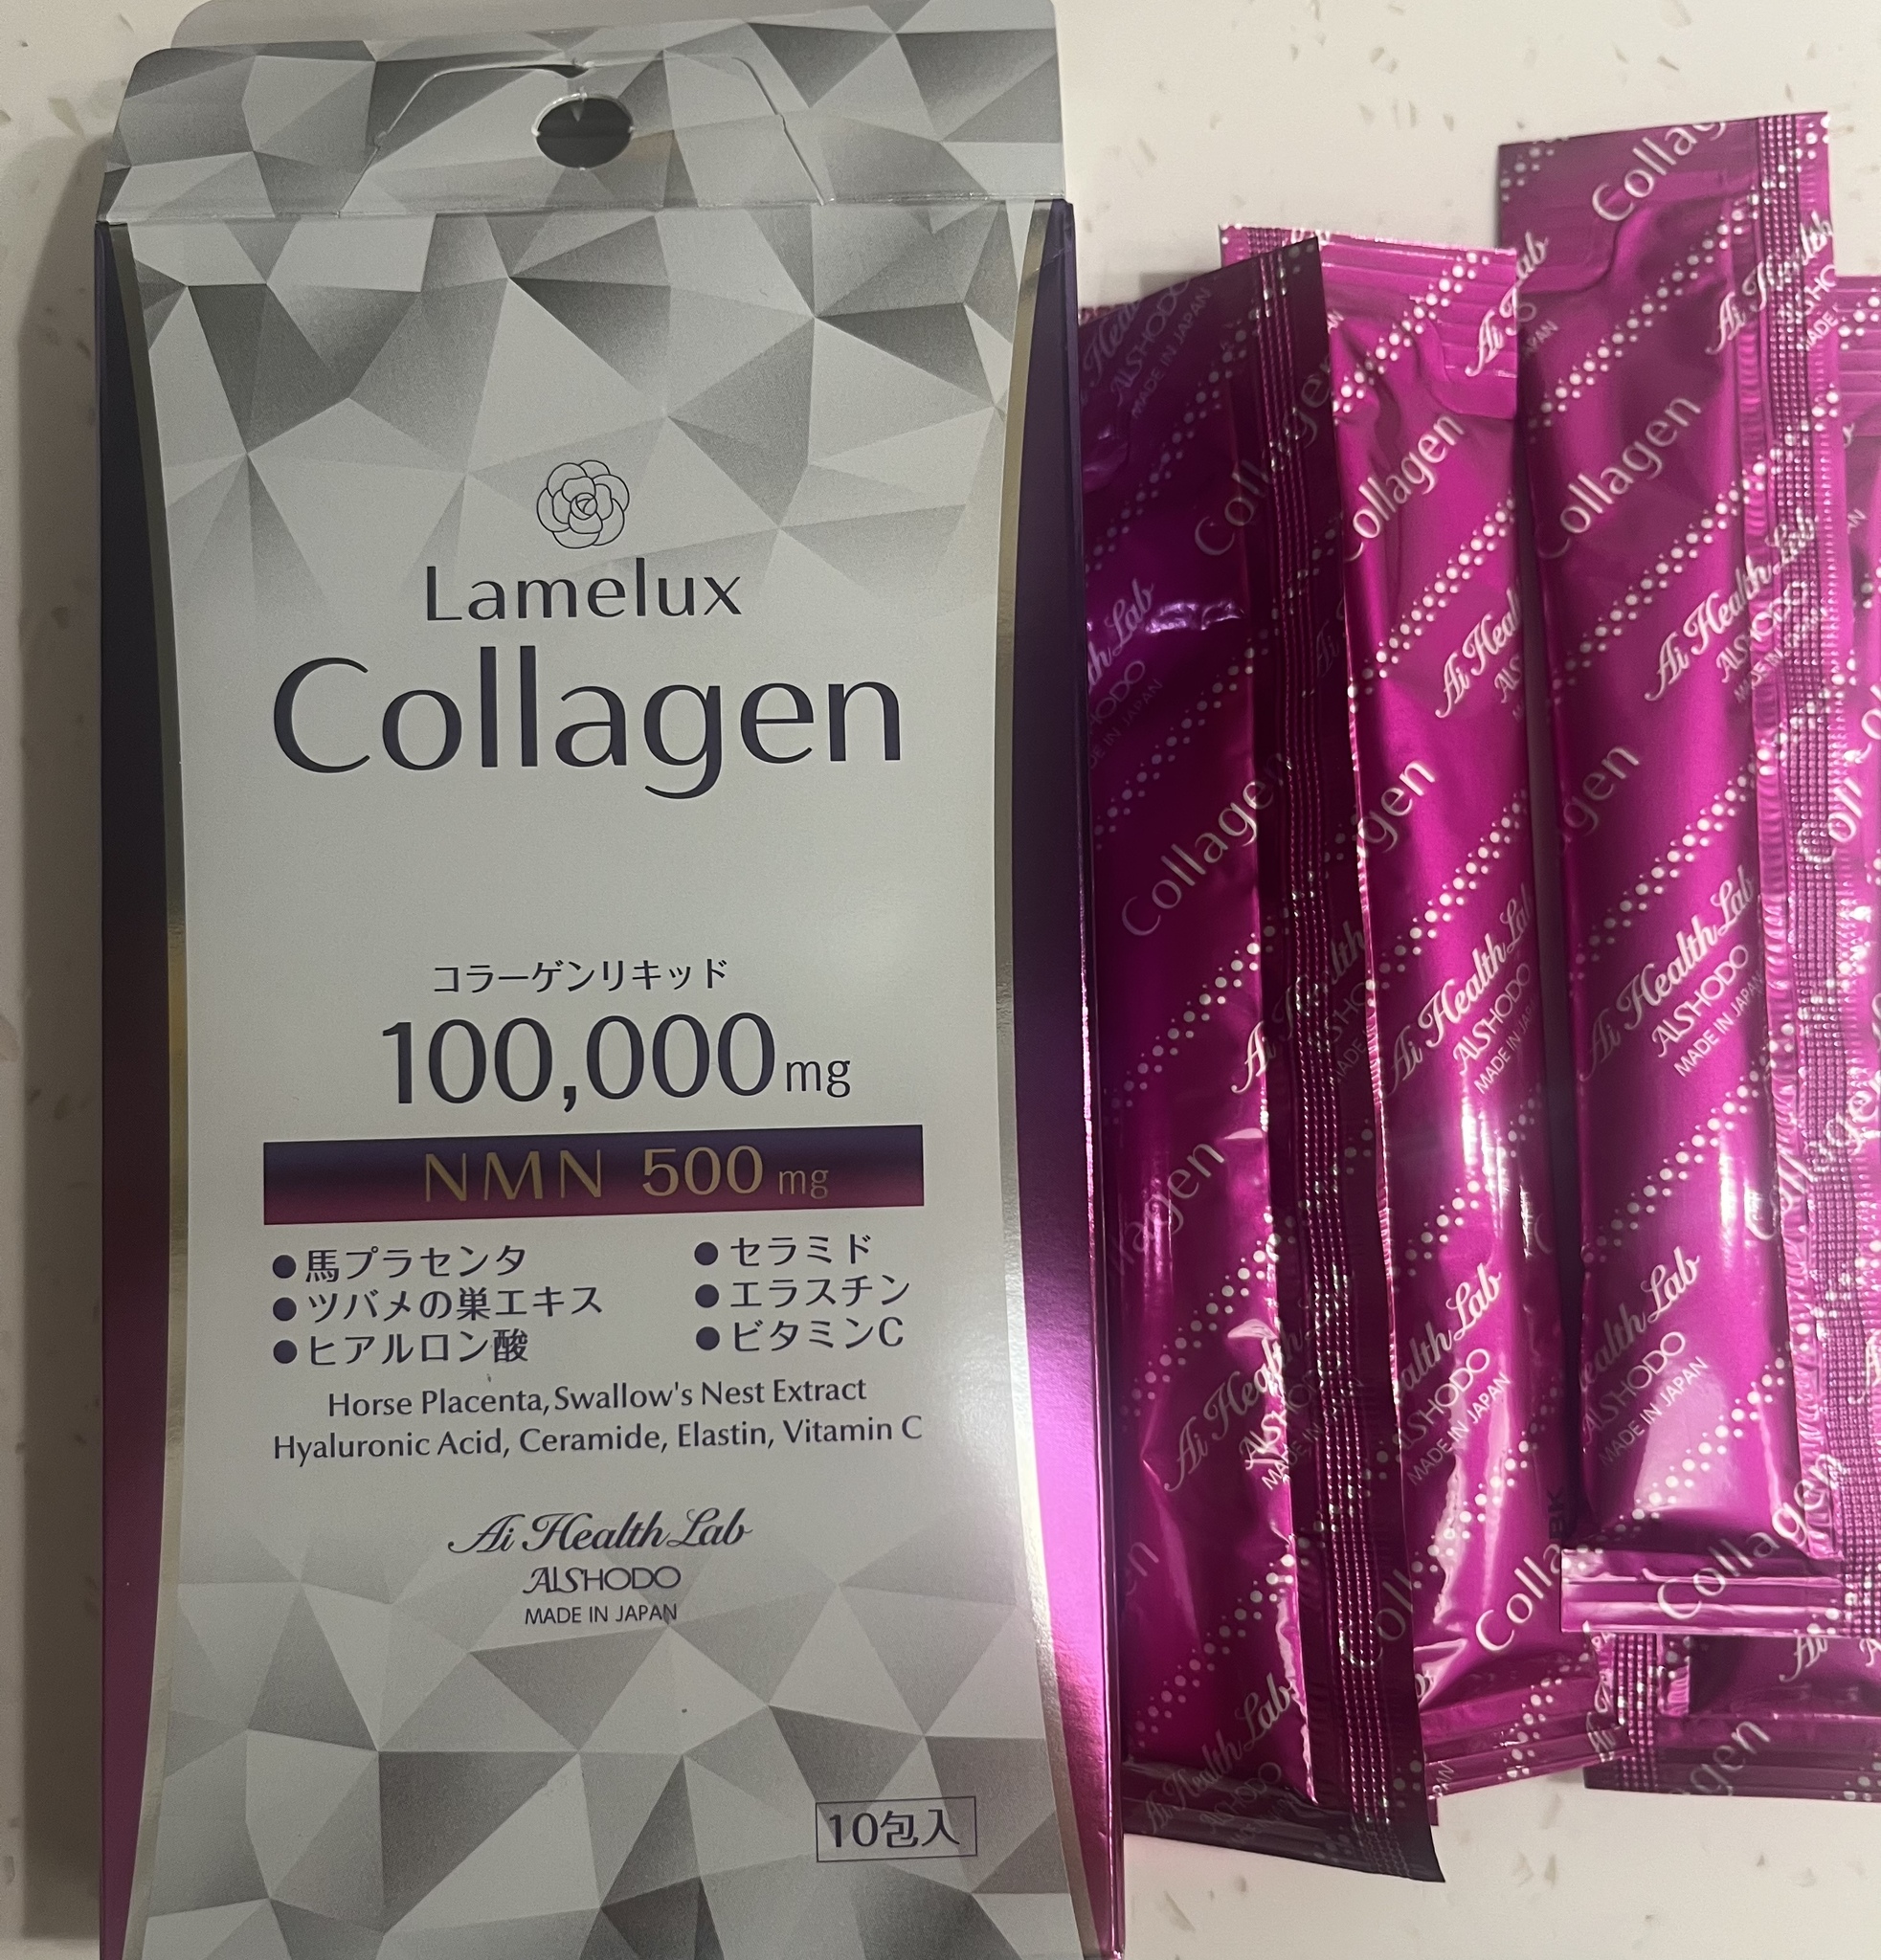 Lamelux
Collagen
コラーゲンリキッド
100,000mg
NMN 500mg
●馬プラセンタ
●ツバメの巣エキス
●ヒアルロン酸
●セラミド
●エラスチン
●ビタミンC
Horse Placenta, Swallow's Nest Extract
Hyaluronic Acid, Ceramide, Elastin, Vitamin C
Ai Health Lab
AISHODO
MADE IN JAPAN
10包入
Collagen
Collagen
Ai Health Lab
AISHODO
MADE IN JAPAN
Collagen
Ai Health Lab
AISHODO
MADE IN JAPAN
Collagen
Ai Health Lab
AISHODO
MADE IN JAPAN
Collagen